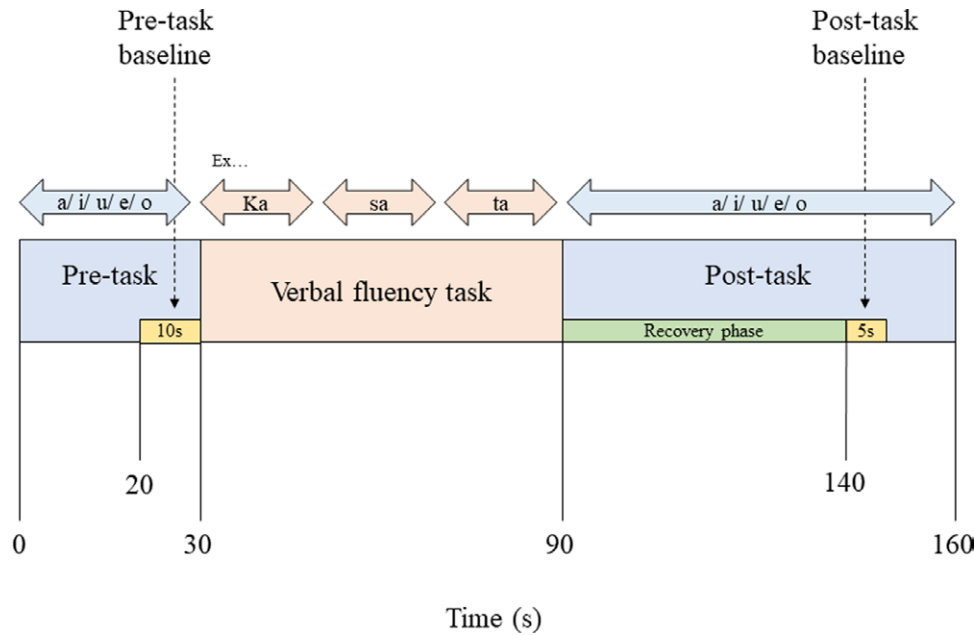 Pre-task
baseline
Post-task
baseline
Ex…
a/ i/ u/ e/ o
Ka
sa
ta
a/ i/ u/ e/ o
Pre-task
Verbal fluency task
Post-task
10s
Recovery phase
5s
20
140
0
30
90
160
Time (s)